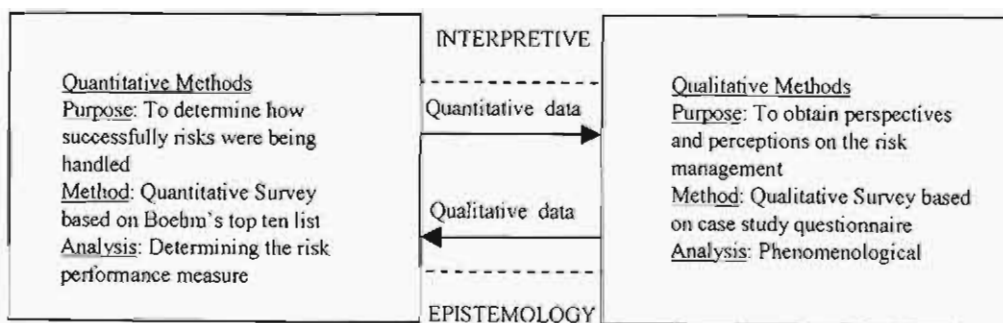 INTERPRETIVE
Quantitative Methods
Purpose: To determine how
successfully risks were being
handled
Method: Quantitative Survey
based on Boehm's top ten list
Analysis: Determining the risk
performance measure
Quantitative data
Qualitative data
Qualitative Methods
Purpose: To obtain perspectives
and perceptions on the risk
management
Method: Qualitative Survey based
on case study questionnaire
Analysis: Phenomenological
EPISTEMOLOGY